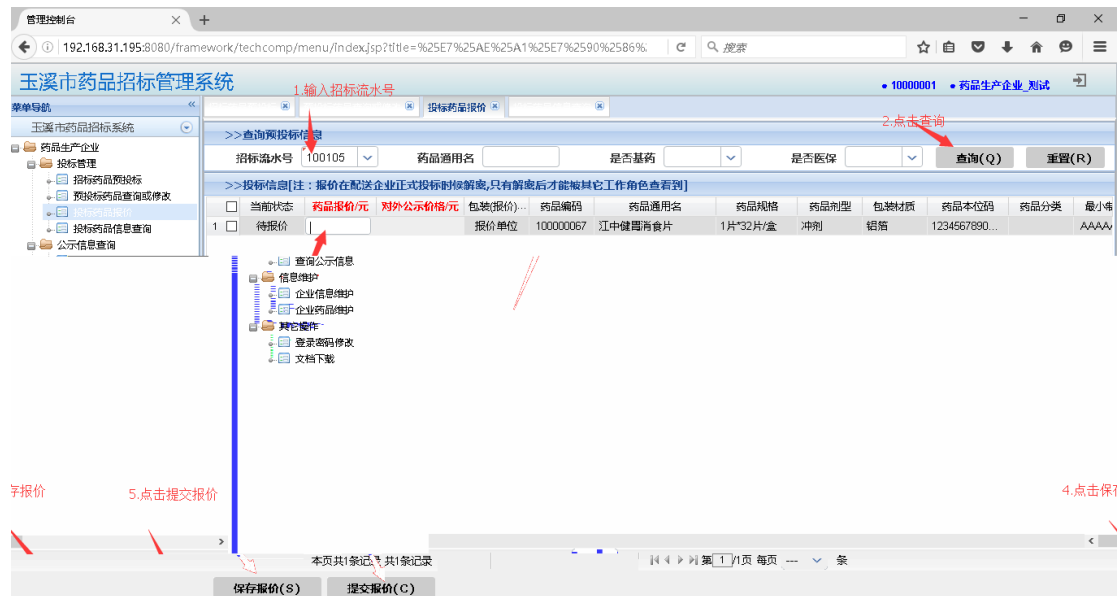 管理控制台
192.168.31.195:8080/framework/techcomp/menu/index.jsp?title=%25E7%25AE%25A1%25E7%2590%2586%
搜索
玉溪市药品招标管理系统
1.输入招标流水号
10000001
药品生产企业_测试
菜单导航
投标药品报价
2.点击查询
玉溪市药品招标系统
>>查询预投标信息
药品生产企业
招标流水号 100105 药品通用名 是否基药 是否医保 查询(Q) 重置(R)
投标管理
招标药品预投标
>>投标信息[注：报价在配送企业正式投标时候解密,只有解密后才能被其它工作角色查看到]
预投标药品查询或修改
当前状态 药品报价/元 对外公示价格/元 包装(报价)... 药品编码 药品通用名 药品规格 药品剂型 包装材质 药品本位码 药品分类
投标药品报价
1 待报价 报价单位 100000067 江中健胃消食片 1片*32片/盒 冲剂 铝箔 1234567890... AAAA
投标药品信息查询
公示信息查询
查询公示信息
信息维护
企业信息维护
企业药品维护
其它操作
登录密码修改
文档下载
存报价
5.点击提交报价
4.点击保存
本页共1条记录 共1条记录
第 1 /1页 每页 --- 条
保存报价(S) 提交报价(C)